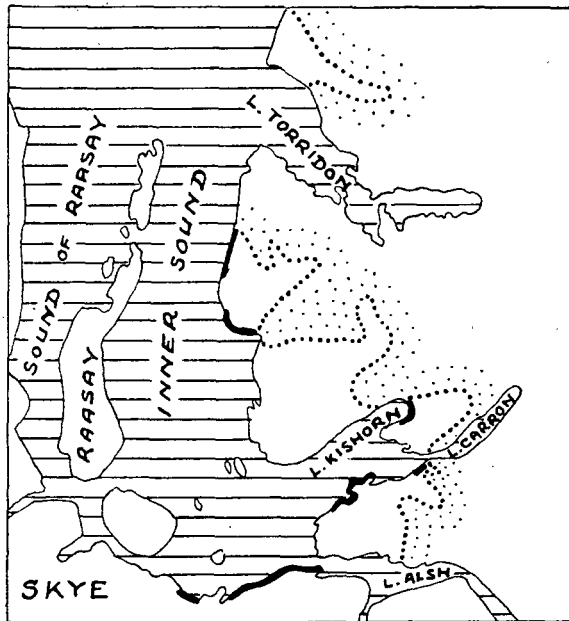 L. TORRIDON
SOUND OF RAASAY
INNER SOUND
RAASAY
L. KISHORN
L. CARRON
L. ALSH
SKYE